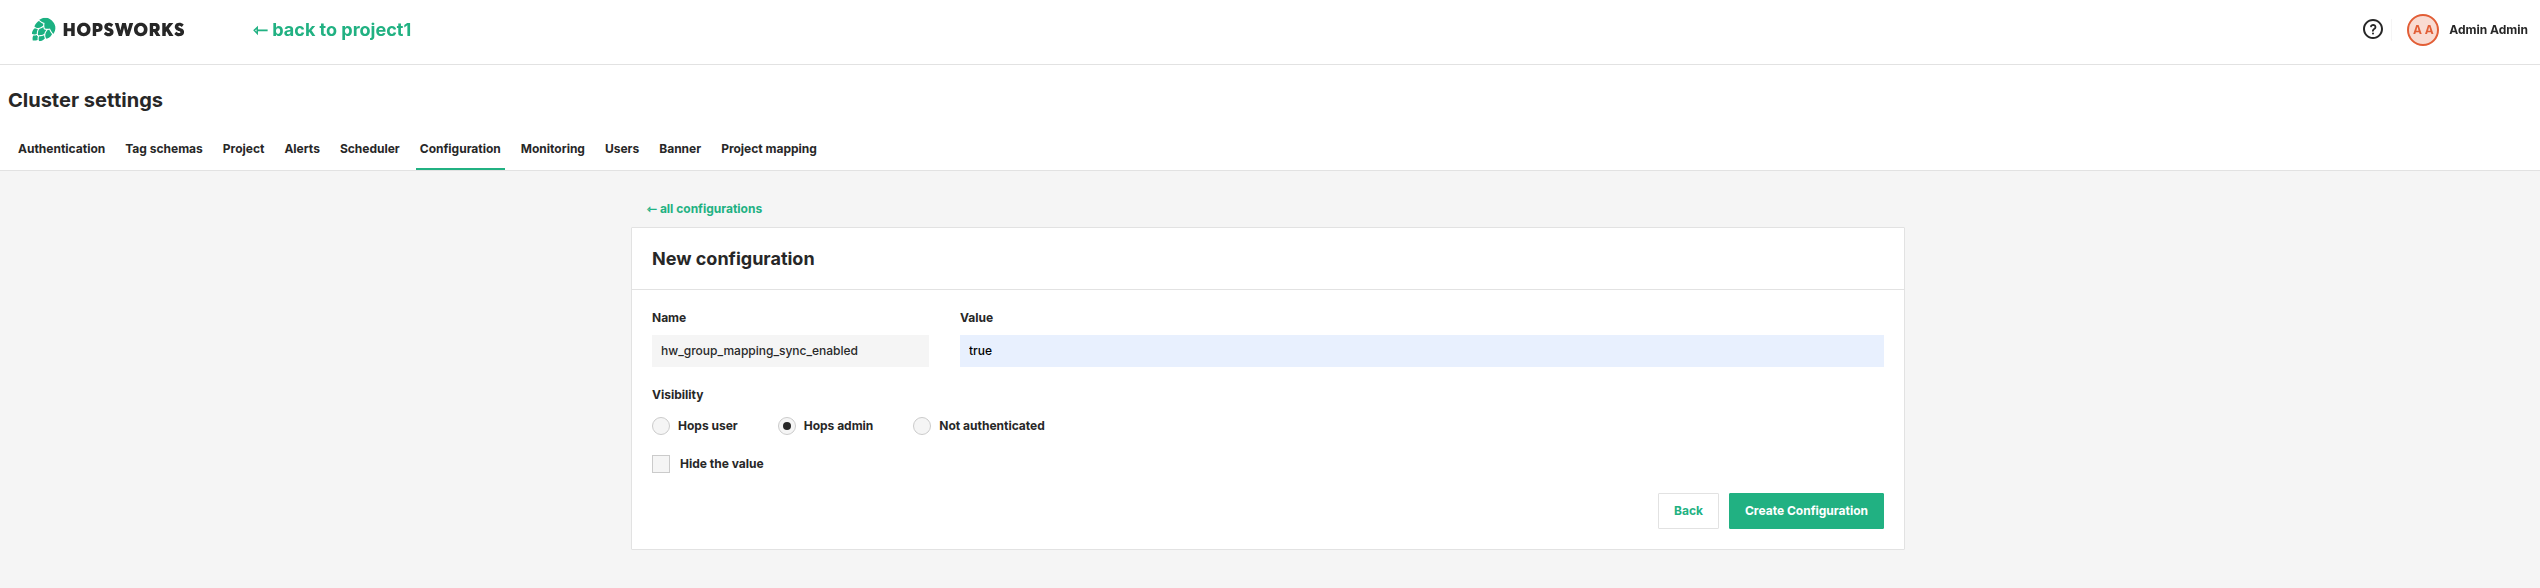 HOPSWORKS
← back to project1
?
A A
Admin Admin
Cluster settings
Authentication Tag schemas Project Alerts Scheduler Configuration Monitoring Users Banner Project mapping
← all configurations
New configuration
Name Value
hw_group_mapping_sync_enabled true
Visibility
Hops user Hops admin Not authenticated
Hide the value
Back Create Configuration